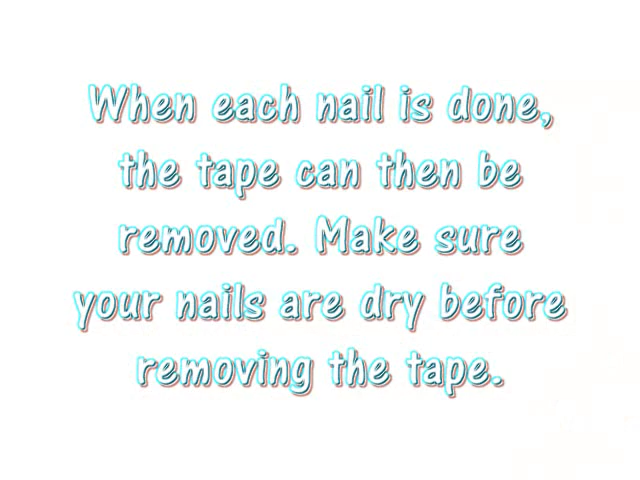 When each nail is done,
the tape can then be
removed. Make sure
your nails are dry before
removing the tape.